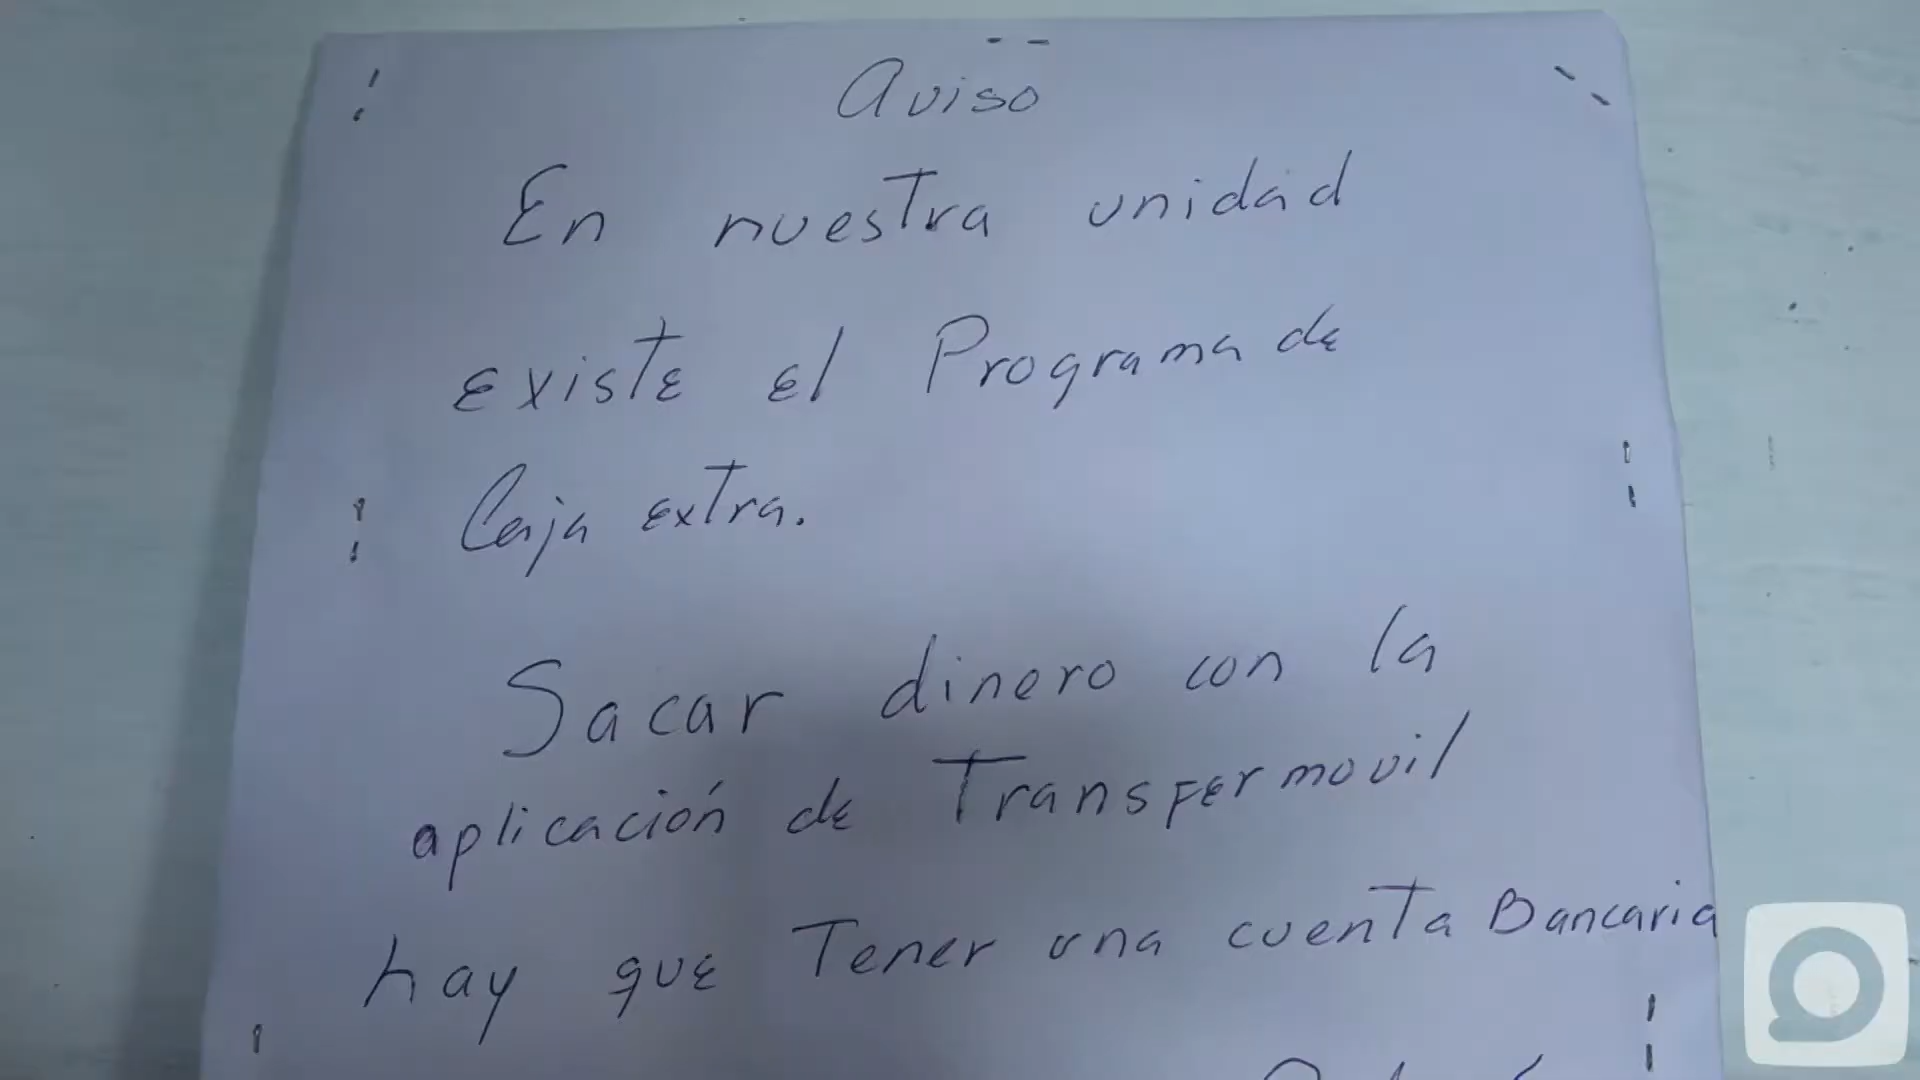 Aviso
En nuestra unidad
existe el Programa de
Caja extra.
Sacar dinero con la
aplicación de Transfermovil
hay que Tener una cuenta Bancaria